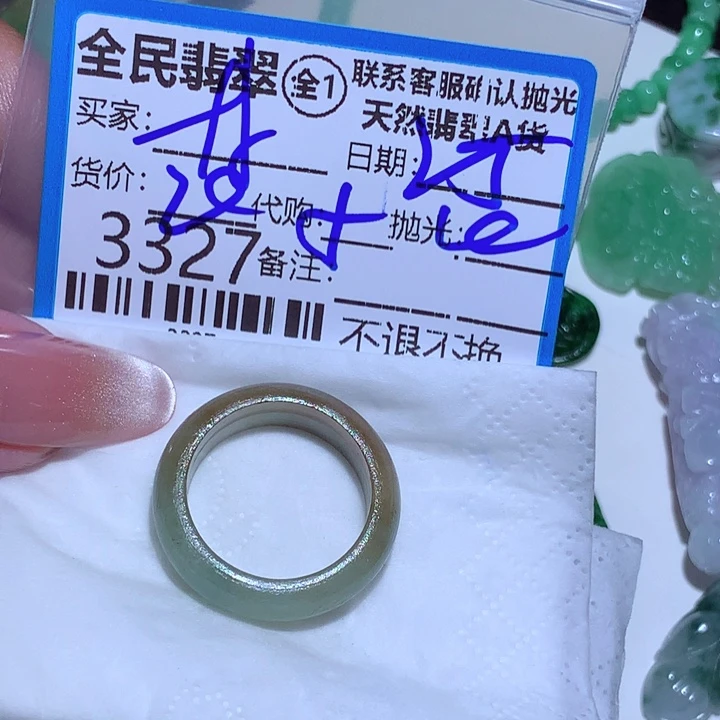 全民翡翠 全1 联系客服确认抛光
天然翡翠A货
买家: 日期:
货价: 代购: 抛光:
3327 备注:
不退不换